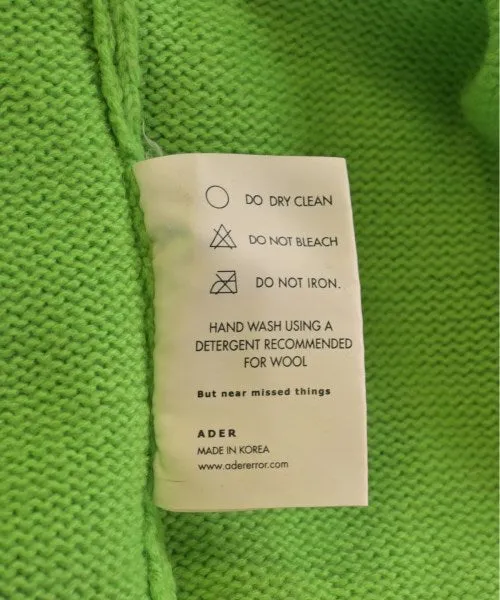 DO DRY CLEAN
DO NOT BLEACH
DO NOT IRON.
HAND WASH USING A
DETERGENT RECOMMENDED
FOR WOOL
But near missed things
ADER
MADE IN KOREA
www.adererror.com